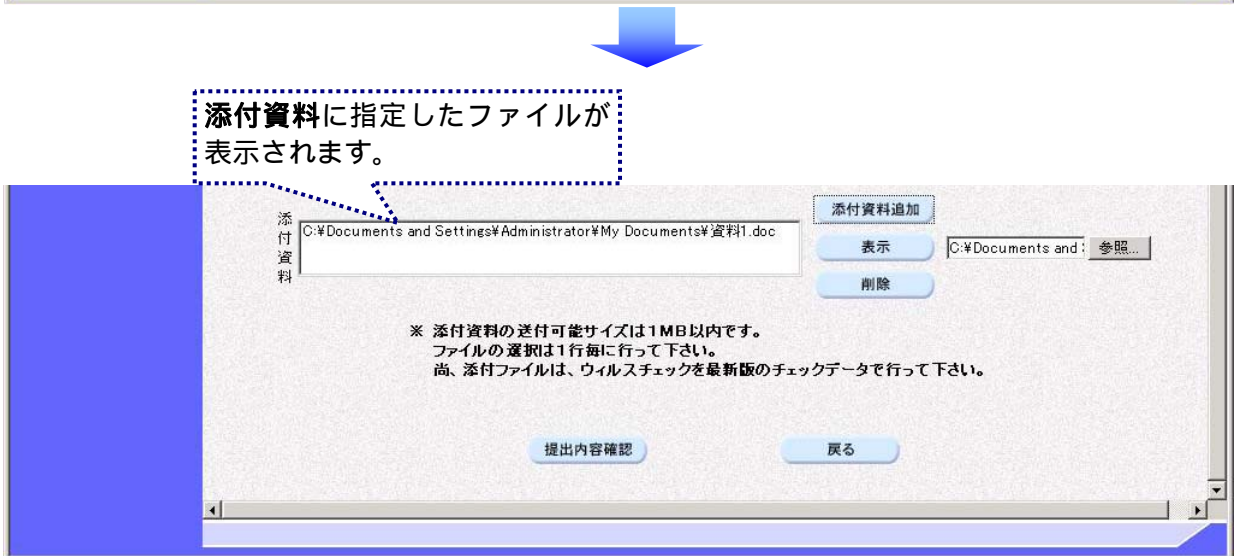 添付資料に指定したファイルが
表示されます。
添付資料追加
添付資料
C:¥Documents and Settings¥Administrator¥My Documents¥資料1.doc
表示
C:¥Documents and
参照...
削除
※ 添付資料の送付可能サイズは1MB以内です。
ファイルの選択は1行毎に行って下さい。
尚、添付ファイルは、ウィルスチェックを最新版のチェックデータで行って下さい。
提出内容確認
戻る